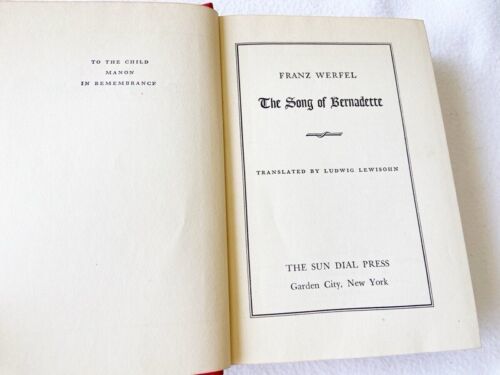 TO THE CHILD
MANON
IN REMEMBRANCE
FRANZ WERFEL
The Song of Bernadette
TRANSLATED BY LUDWIG LEWISOHN
THE SUN DIAL PRESS
Garden City, New York